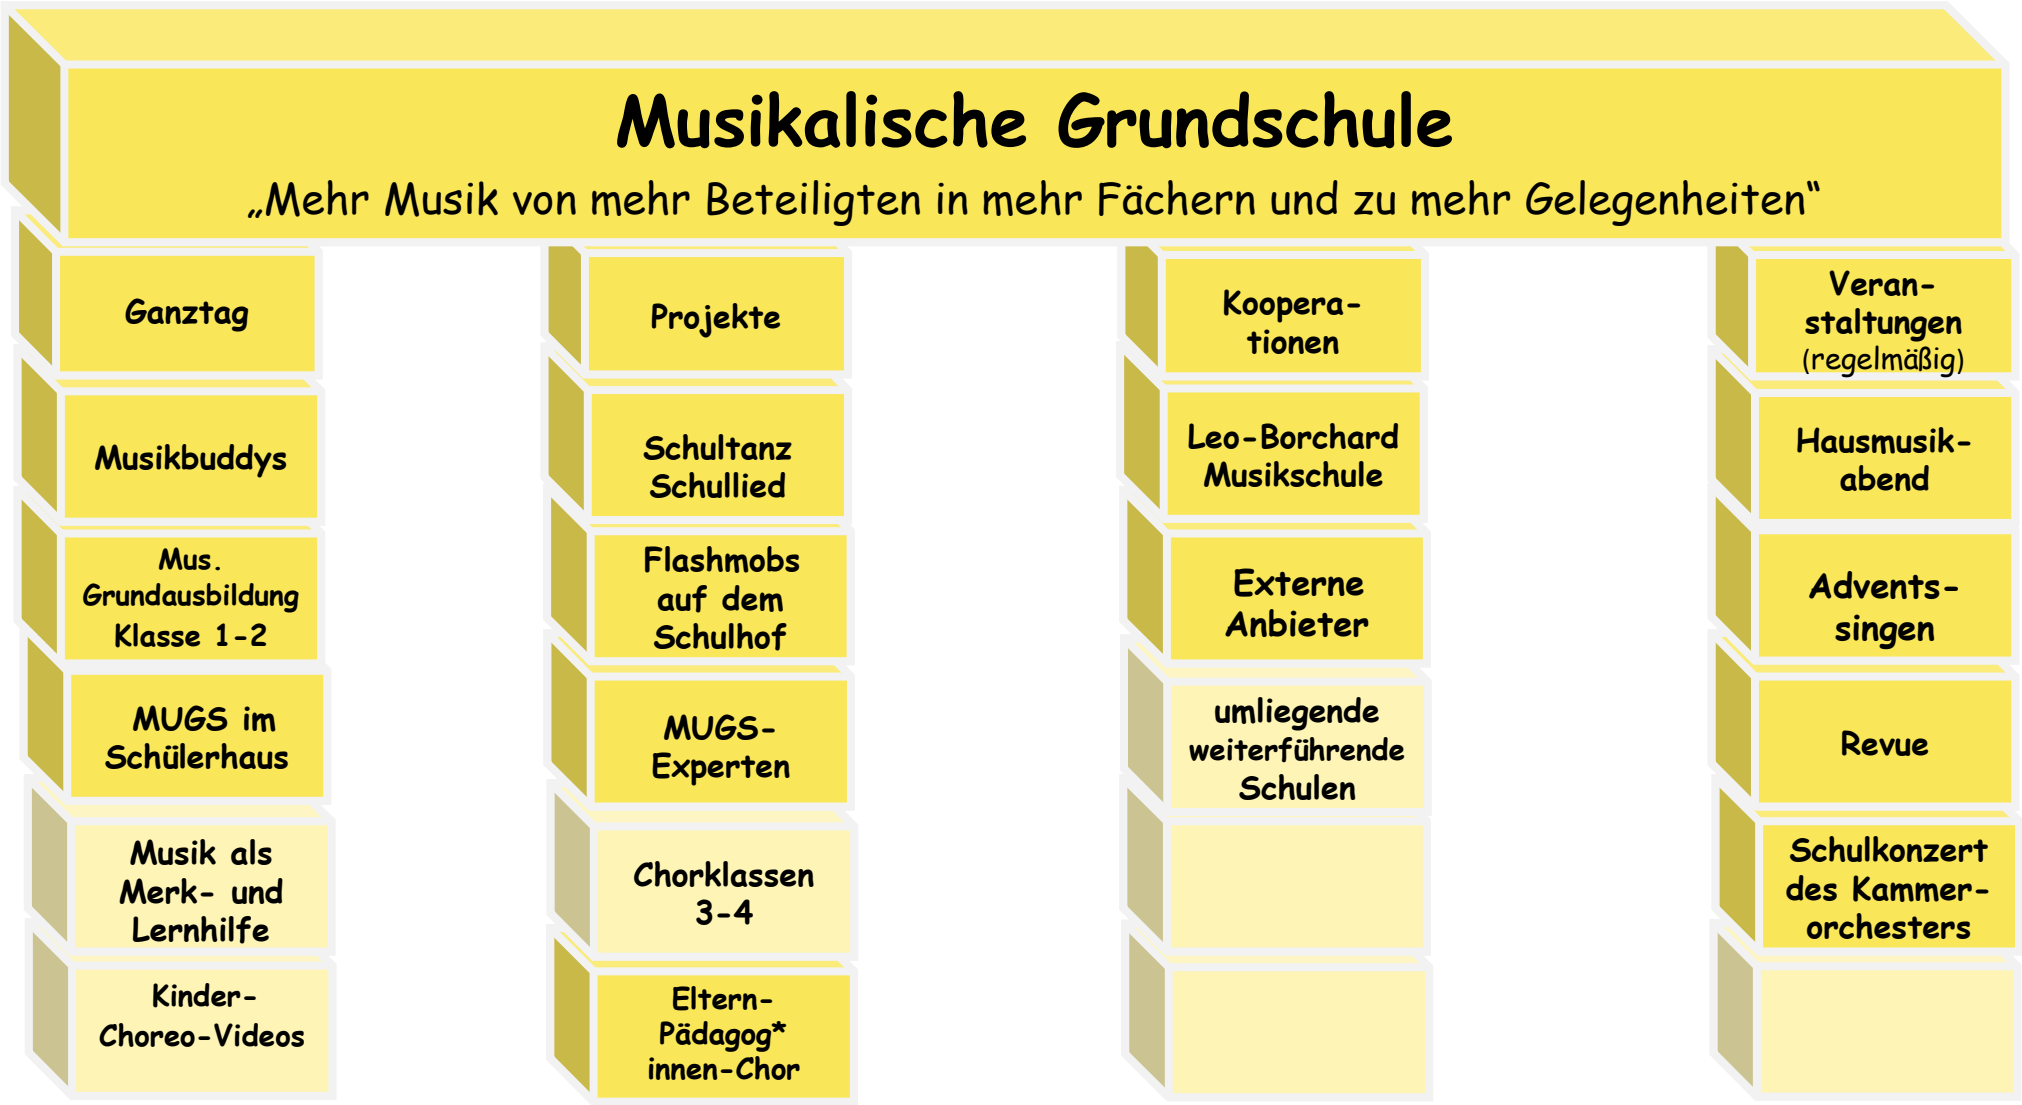 Musikalische Grundschule
„Mehr Musik von mehr Beteiligten in mehr Fächern und zu mehr Gelegenheiten“
Ganztag
Musikbuddys
Mus.
Grundausbildung
Klasse 1-2
MUGS im
Schülerhaus
Musik als
Merk- und
Lernhilfe
Kinder-
Choreo-Videos
Projekte
Schultanz
Schullied
Flashmobs
auf dem
Schulhof
MUGS-
Experten
Chorklassen
3-4
Eltern-
Pädagog*
innen-Chor
Koopera-
tionen
Leo-Borchard
Musikschule
Externe
Anbieter
umliegende
weiterführende
Schulen
Veran-
staltungen
(regelmäßig)
Hausmusik-
abend
Advents-
singen
Revue
Schulkonzert
des Kammer-
orchesters